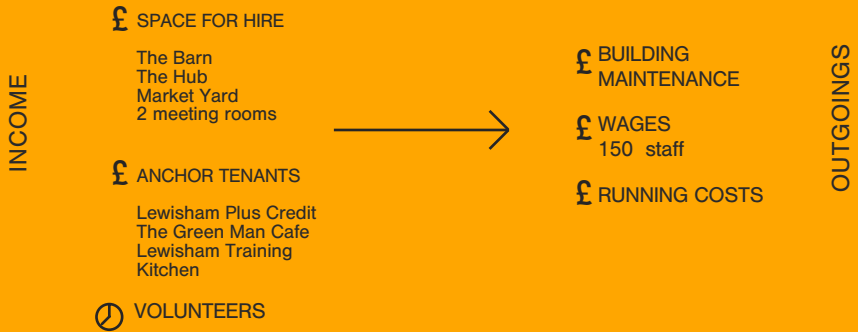 INCOME
£ SPACE FOR HIRE
The Barn
The Hub
Market Yard
2 meeting rooms
£ ANCHOR TENANTS
Lewisham Plus Credit
The Green Man Cafe
Lewisham Training
Kitchen
VOLUNTEERS
£ BUILDING
MAINTENANCE
£ WAGES
150 staff
£ RUNNING COSTS
OUTGOINGS